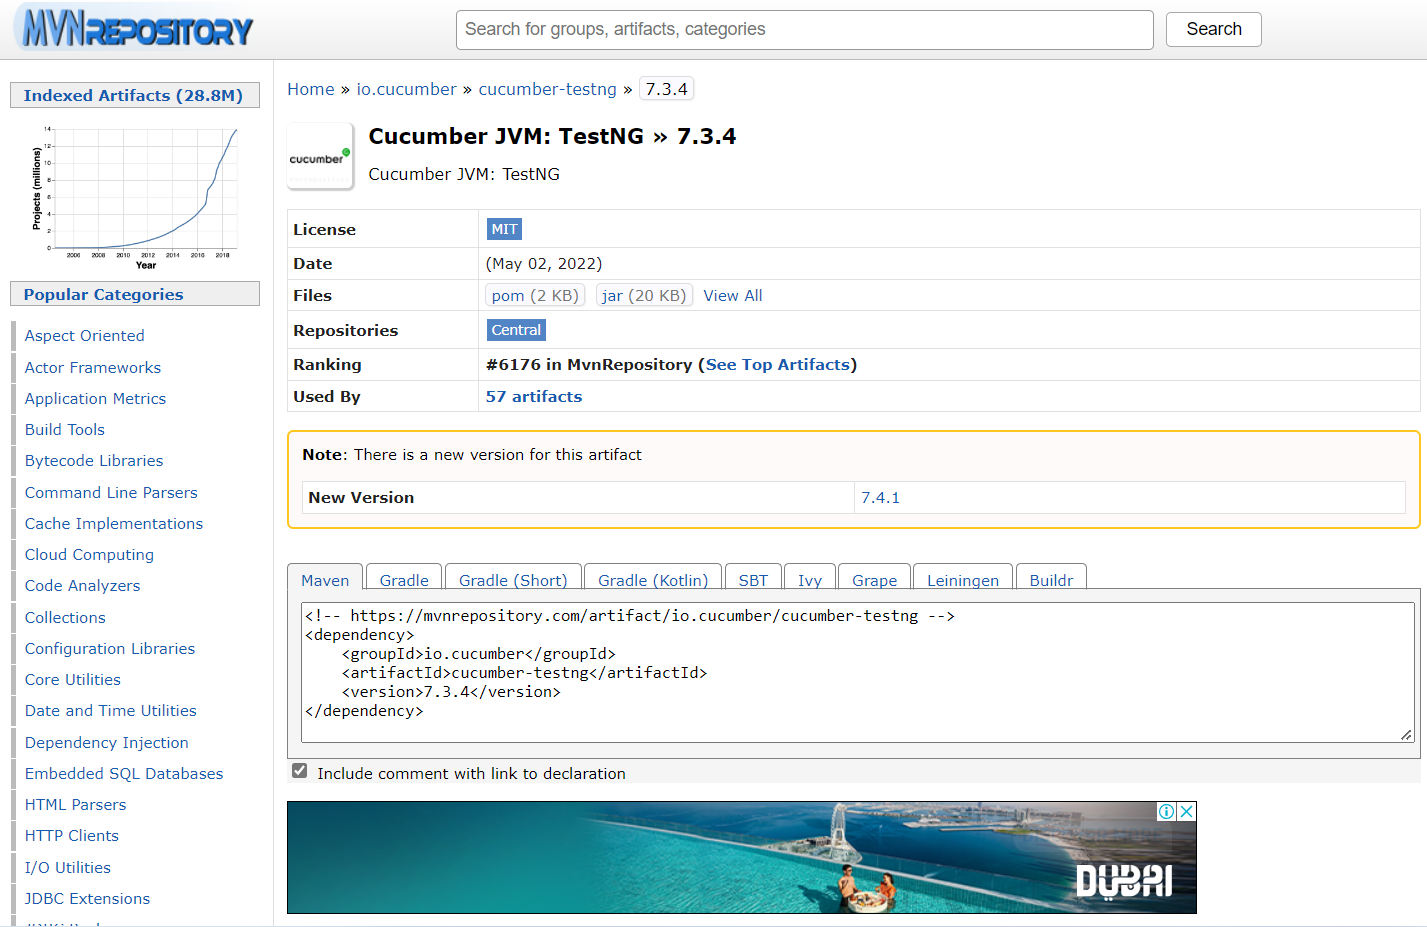 MVNREPOSITORY
Search for groups, artifacts, categories
Search
Indexed Artifacts (28.8M)
Projects (millions)
14
12
10
8
6
4
2
0
2006 2008 2010 2012 2014 2016 2018
Year
Popular Categories
Aspect Oriented
Actor Frameworks
Application Metrics
Build Tools
Bytecode Libraries
Command Line Parsers
Cache Implementations
Cloud Computing
Code Analyzers
Collections
Configuration Libraries
Core Utilities
Date and Time Utilities
Dependency Injection
Embedded SQL Databases
HTML Parsers
HTTP Clients
I/O Utilities
JDBC Extensions
Home » io.cucumber » cucumber-testng » 7.3.4
cucumber
Cucumber JVM: TestNG » 7.3.4
Cucumber JVM: TestNG
License MIT
Date (May 02, 2022)
Files pom (2 KB) jar (20 KB) View All
Repositories Central
Ranking #6176 in MvnRepository (See Top Artifacts)
Used By 57 artifacts
Note: There is a new version for this artifact
New Version 7.4.1
Maven Gradle Gradle (Short) Gradle (Kotlin) SBT Ivy Grape Leiningen Buildr
<!-- https://mvnrepository.com/artifact/io.cucumber/cucumber-testng -->
<dependency>
    <groupId>io.cucumber</groupId>
    <artifactId>cucumber-testng</artifactId>
    <version>7.3.4</version>
</dependency>
Include comment with link to declaration
DUBAI